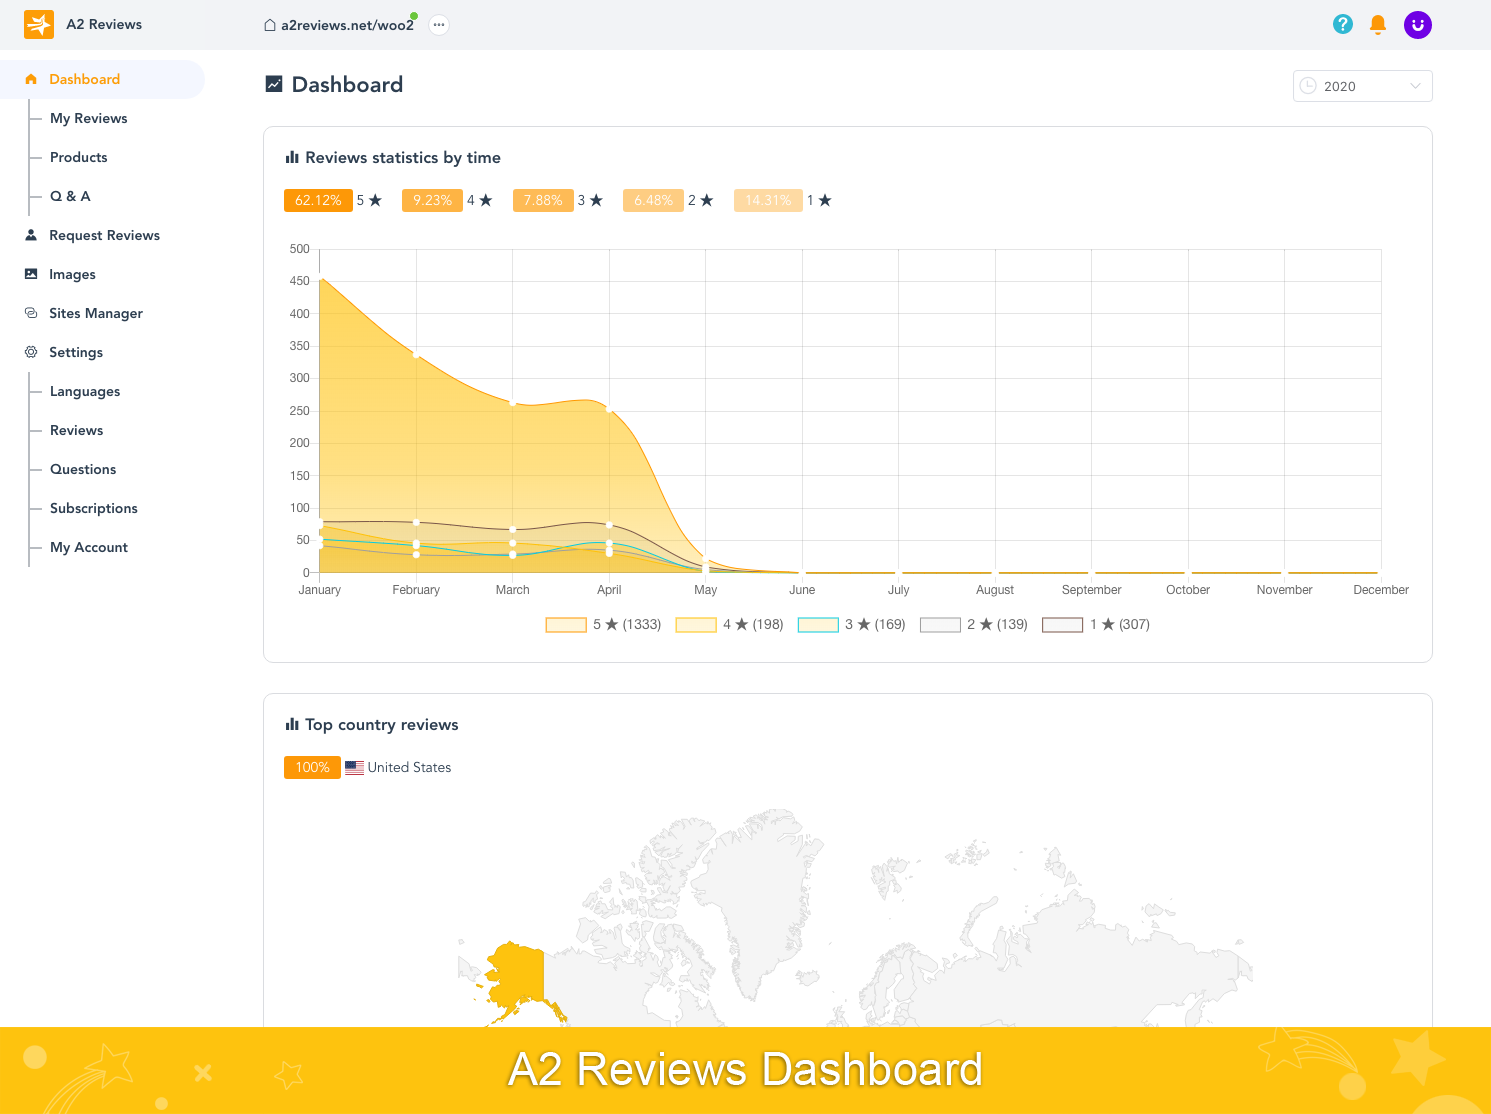 A2 Reviews
a2reviews.net/woo2
Dashboard
My Reviews
Products
Q & A
Request Reviews
Images
Sites Manager
Settings
Languages
Reviews
Questions
Subscriptions
My Account
Dashboard
2020
Reviews statistics by time
62.12% 5 ★ 9.23% 4 ★ 7.88% 3 ★ 6.48% 2 ★ 14.31% 1 ★
500
450
400
350
300
250
200
150
100
50
0
January February March April May June July August September October November December
5 ★ (1333) 4 ★ (198) 3 ★ (169) 2 ★ (139) 1 ★ (307)
Top country reviews
100% United States
A2 Reviews Dashboard